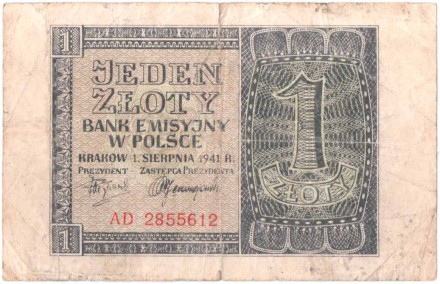 1
JEDEN
ZŁOTY
BANK EMISYJNY
W POLSCE
KRAKÓW 1. SIERPNIA 1941 R.
PREZYDENT ZASTĘPCA PREZYDENTA
AD 2855612
1
1
ZŁOTY